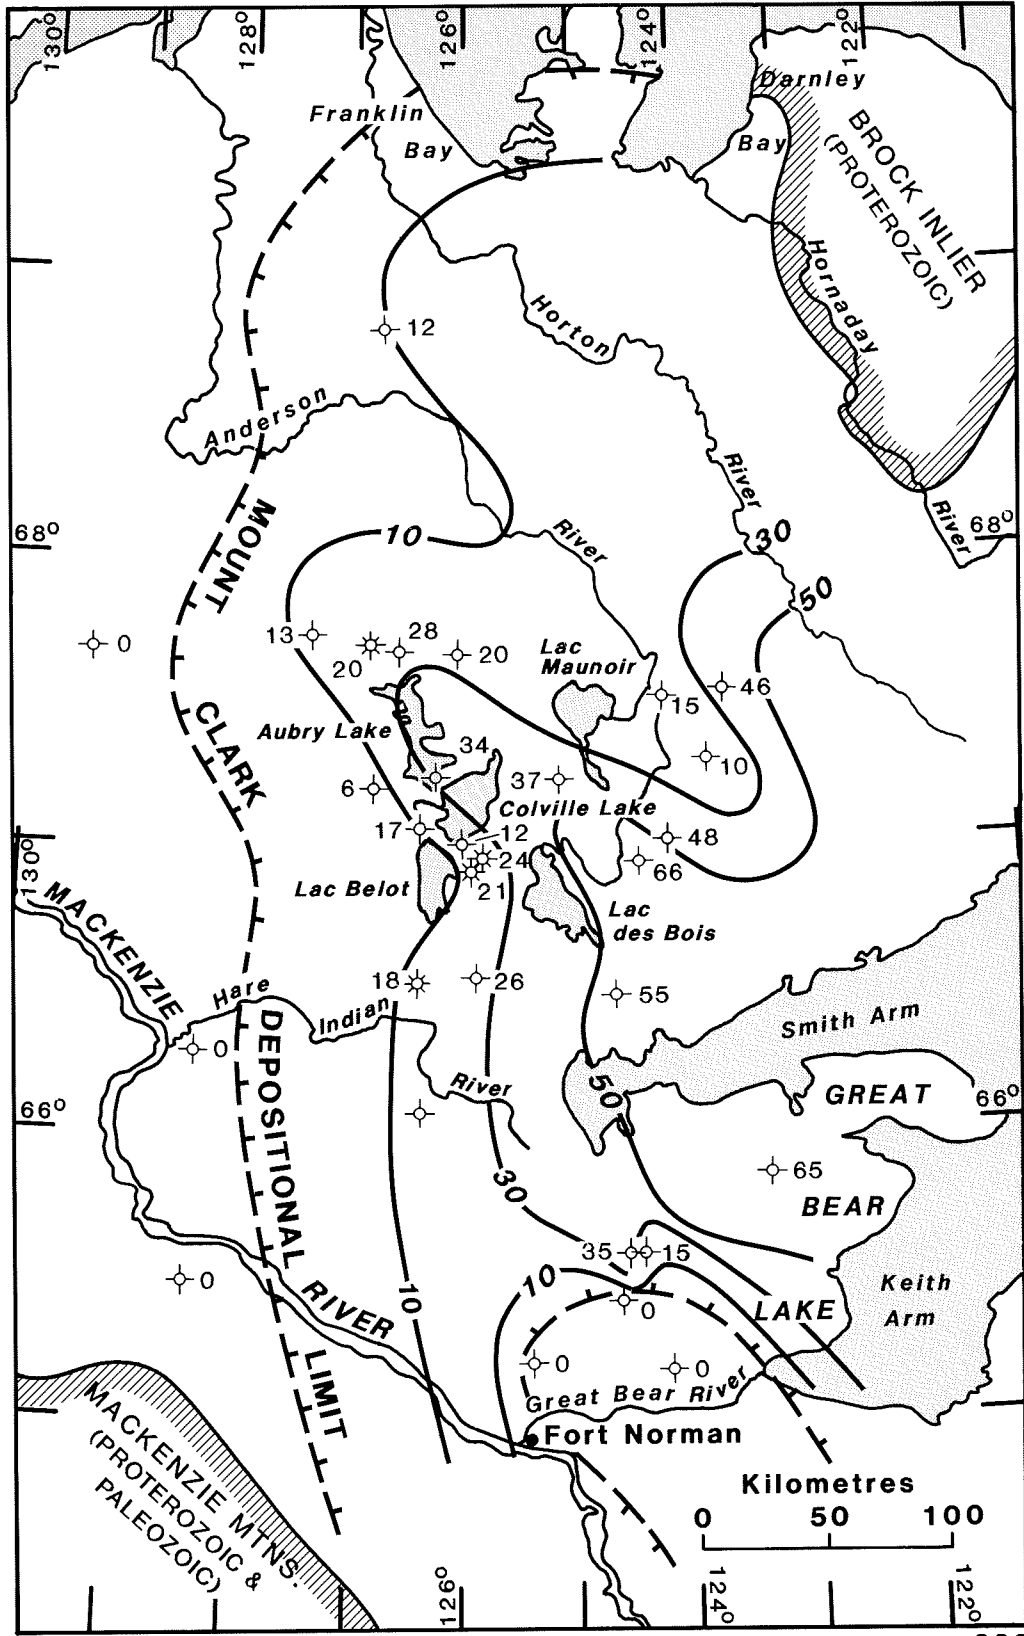 130°
128°
126°
124°
122°
Franklin
Bay
Darnley
Bay
BROCK INLIER
(PROTEROZOIC)
Hornaday
River
12
Horton
River
Anderson
River
68°
68°
MOUNT
CLARK
DEPOSITIONAL
LIMIT
10
30
50
0
13
20
28
20
Lac
Maunoir
15
46
Aubry Lake
34
10
6
37
Colville Lake
17
12
48
24
66
21
Lac Belot
130°
MACKENZIE
RIVER
Lac
des Bois
18
26
55
Hare
Indian
River
Smith Arm
0
50
GREAT
BEAR
LAKE
66°
66°
65
30
35
15
Keith
Arm
0
10
10
0
0
0
Great Bear River
Fort Norman
MACKENZIE MTNS.
(PROTEROZOIC &
PALEOZOIC)
Kilometres
0 50 100
126°
124°
122°